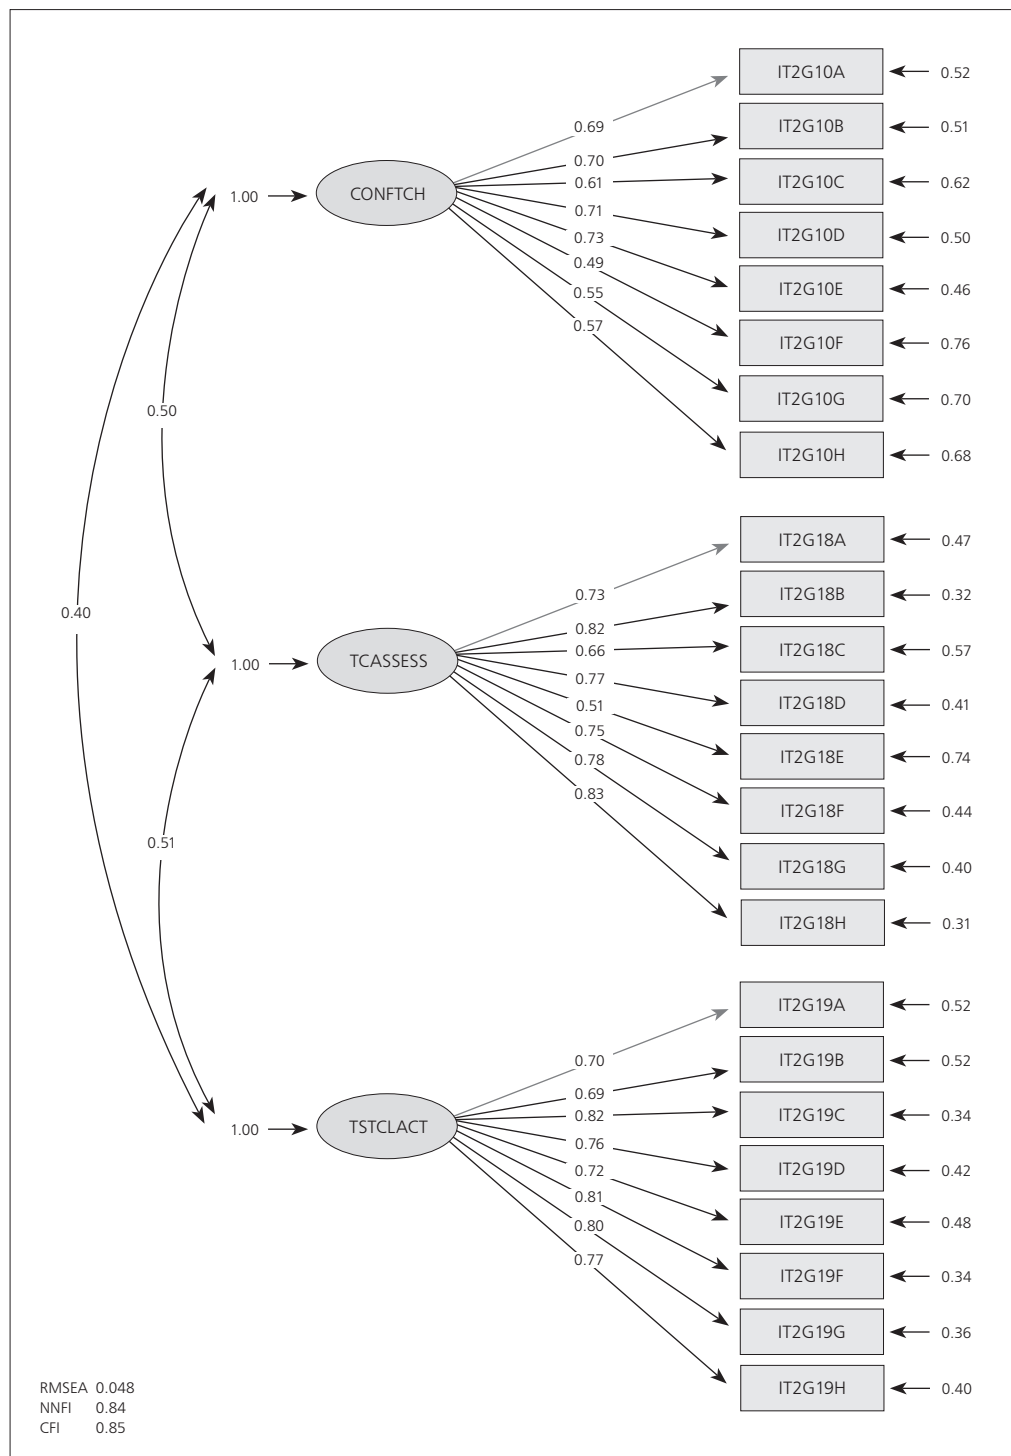 IT2G10A 0.52
0.69
IT2G10B 0.51
0.70
IT2G10C 0.62
0.61
1.00 CONFTCH
0.71
IT2G10D 0.50
0.73
0.49
IT2G10E 0.46
0.55
0.57
IT2G10F 0.76
IT2G10G 0.70
0.50
IT2G10H 0.68
IT2G18A 0.47
0.73
IT2G18B 0.32
0.40
0.82
IT2G18C 0.57
0.66
1.00 TCASSESS
0.77
IT2G18D 0.41
0.51
0.75
IT2G18E 0.74
0.78
0.83
IT2G18F 0.44
0.51
IT2G18G 0.40
IT2G18H 0.31
IT2G19A 0.52
0.70
IT2G19B 0.52
0.69
IT2G19C 0.34
0.82
1.00 TSTCLACT
0.76
IT2G19D 0.42
0.72
0.81
IT2G19E 0.48
0.80
0.77
IT2G19F 0.34
IT2G19G 0.36
IT2G19H 0.40
RMSEA 0.048
NNFI 0.84
CFI 0.85